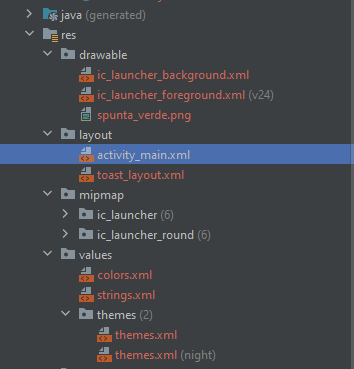 java (generated)
res
drawable
ic_launcher_background.xml
ic_launcher_foreground.xml (v24)
spunta_verde.png
layout
activity_main.xml
toast_layout.xml
mipmap
ic_launcher (6)
ic_launcher_round (6)
values
colors.xml
strings.xml
themes (2)
themes.xml
themes.xml (night)